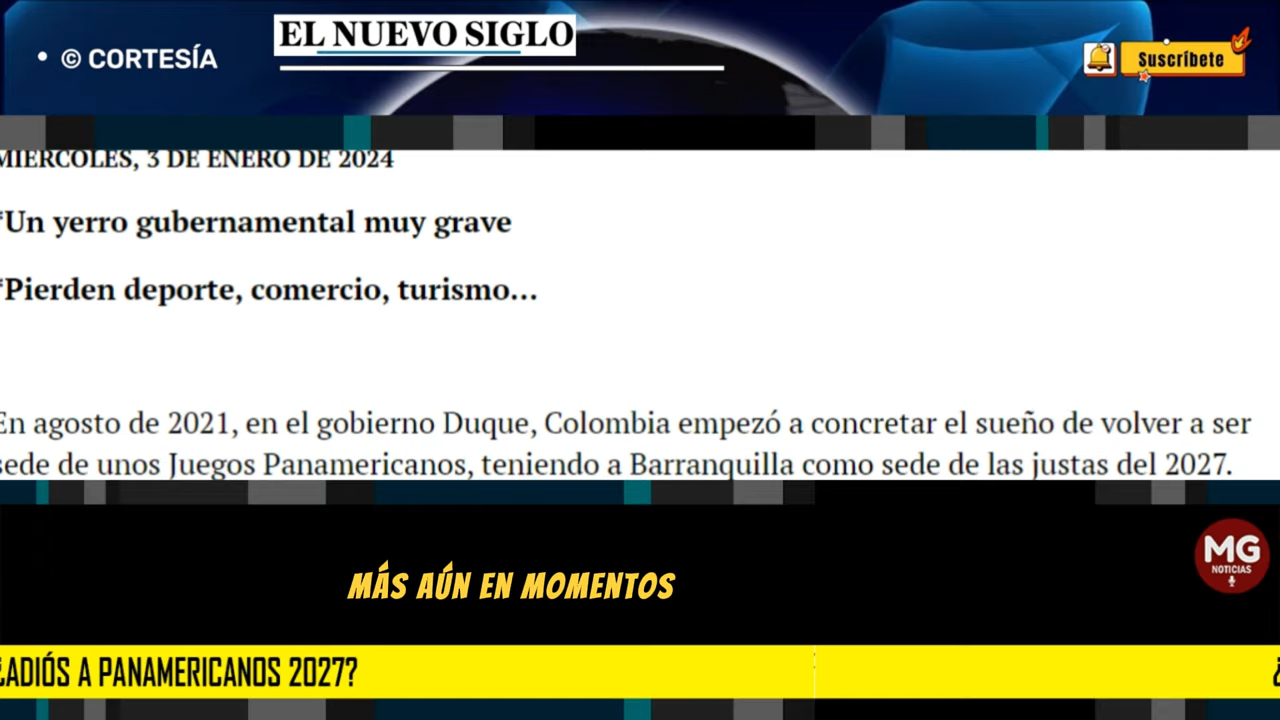 • © CORTESÍA
EL NUEVO SIGLO
Suscríbete
MIÉRCOLES, 3 DE ENERO DE 2024
*Un yerro gubernamental muy grave
*Pierden deporte, comercio, turismo...
En agosto de 2021, en el gobierno Duque, Colombia empezó a concretar el sueño de volver a ser
sede de unos Juegos Panamericanos, teniendo a Barranquilla como sede de las justas del 2027.
MG
NOTICIAS
MÁS AÚN EN MOMENTOS
¿ADIÓS A PANAMERICANOS 2027?
¿